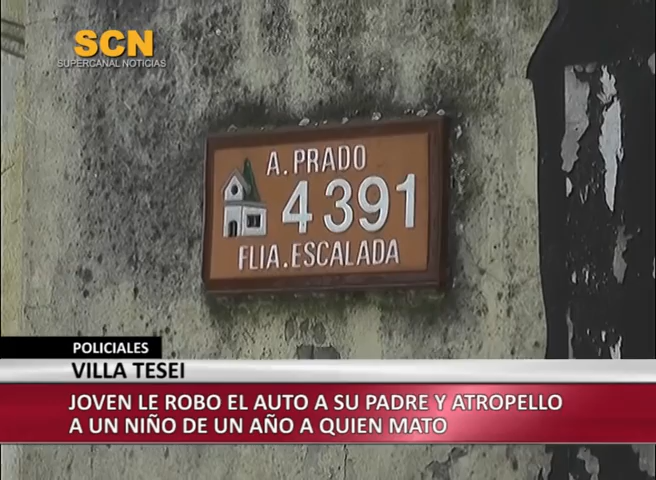 SCN
SUPERCANAL NOTICIAS
A. PRADO
4391
FLIA. ESCALADA
POLICIALES
VILLA TESEI
JOVEN LE ROBO EL AUTO A SU PADRE Y ATROPELLO
A UN NIÑO DE UN AÑO A QUIEN MATO